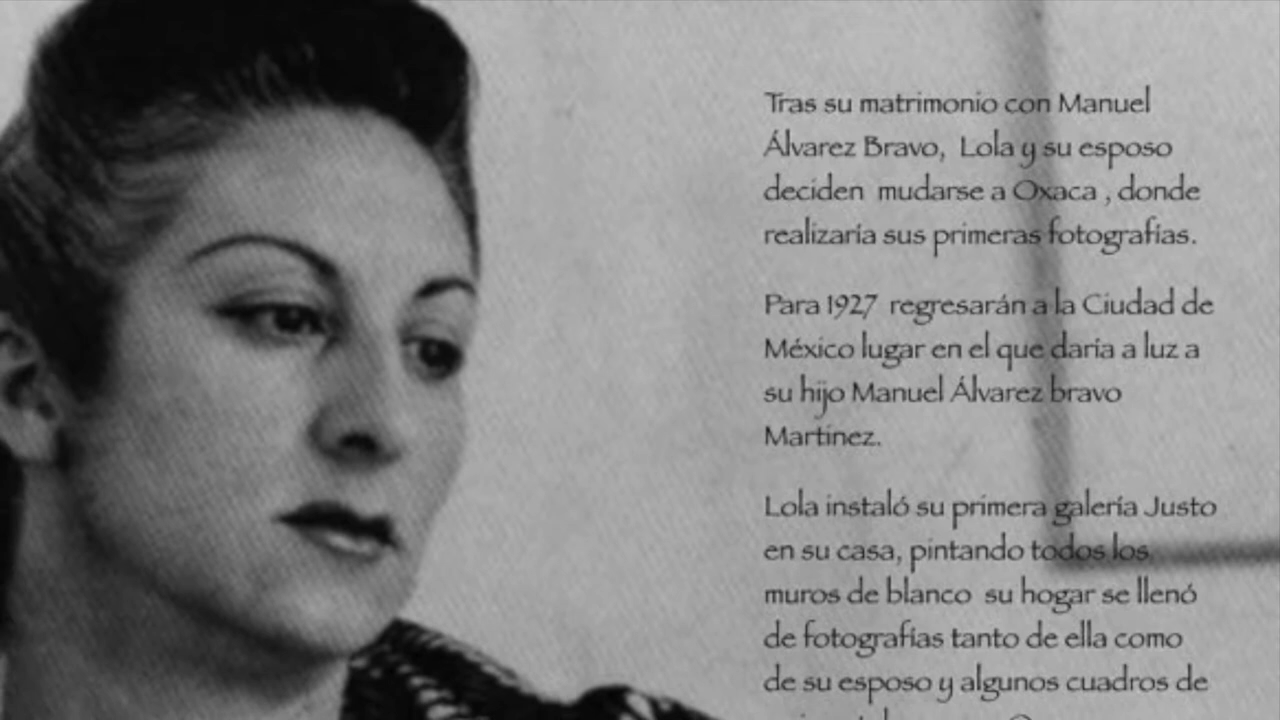 Tras su matrimonio con Manuel
Álvarez Bravo, Lola y su esposo
deciden mudarse a Oxaca , donde
realizaría sus primeras fotografías.
Para 1927 regresarán a la Ciudad de
México lugar en el que daría a luz a
su hijo Manuel Álvarez bravo
Martinez.
Lola instaló su primera galería Justo
en su casa, pintando todos los
muros de blanco su hogar se llenó
de fotografías tanto de ella como
de su esposo y algunos cuadros de